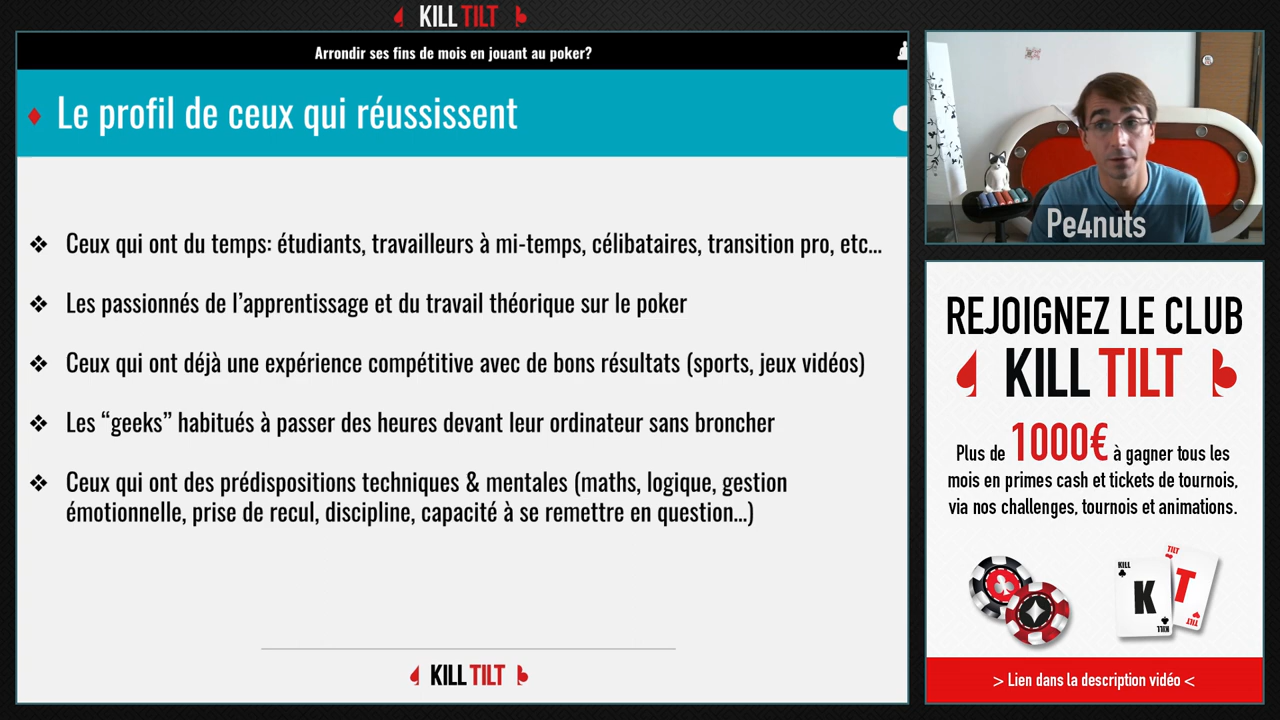 KILL TILT
Arrondir ses fins de mois en jouant au poker?
Le profil de ceux qui réussissent
❖ Ceux qui ont du temps: étudiants, travailleurs à mi-temps, célibataires, transition pro, etc...
❖ Les passionnés de l'apprentissage et du travail théorique sur le poker
❖ Ceux qui ont déjà une expérience compétitive avec de bons résultats (sports, jeux vidéos)
❖ Les “geeks” habitués à passer des heures devant leur ordinateur sans broncher
❖ Ceux qui ont des prédispositions techniques & mentales (maths, logique, gestion
émotionnelle, prise de recul, discipline, capacité à se remettre en question...)
KILL TILT
Pe4nuts
REJOIGNEZ LE CLUB
KILL TILT
Plus de 1000€ à gagner tous les
mois en primes cash et tickets de tournois,
via nos challenges, tournois et animations.
KILL
K
KILL
TILT
T
TILT
> Lien dans la description vidéo <